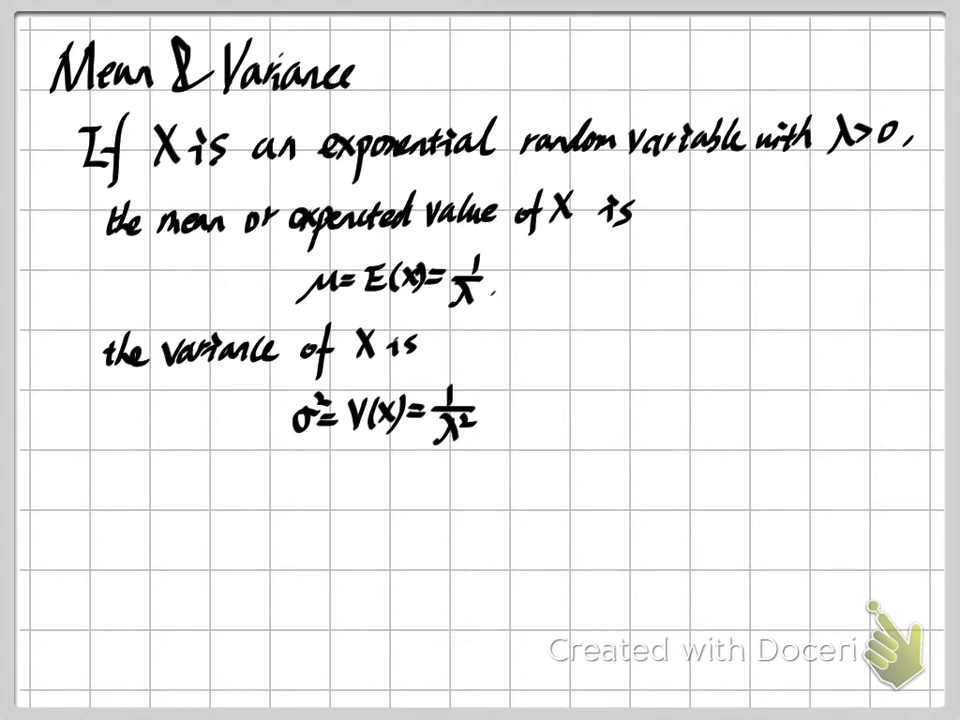 Mean & Variance
If X is an exponential random variable with λ>0,
the mean or expected value of X is
μ= E(X)= 1/λ.
the variance of X is
σ²= V(X)= 1/λ²
Created with Doceri